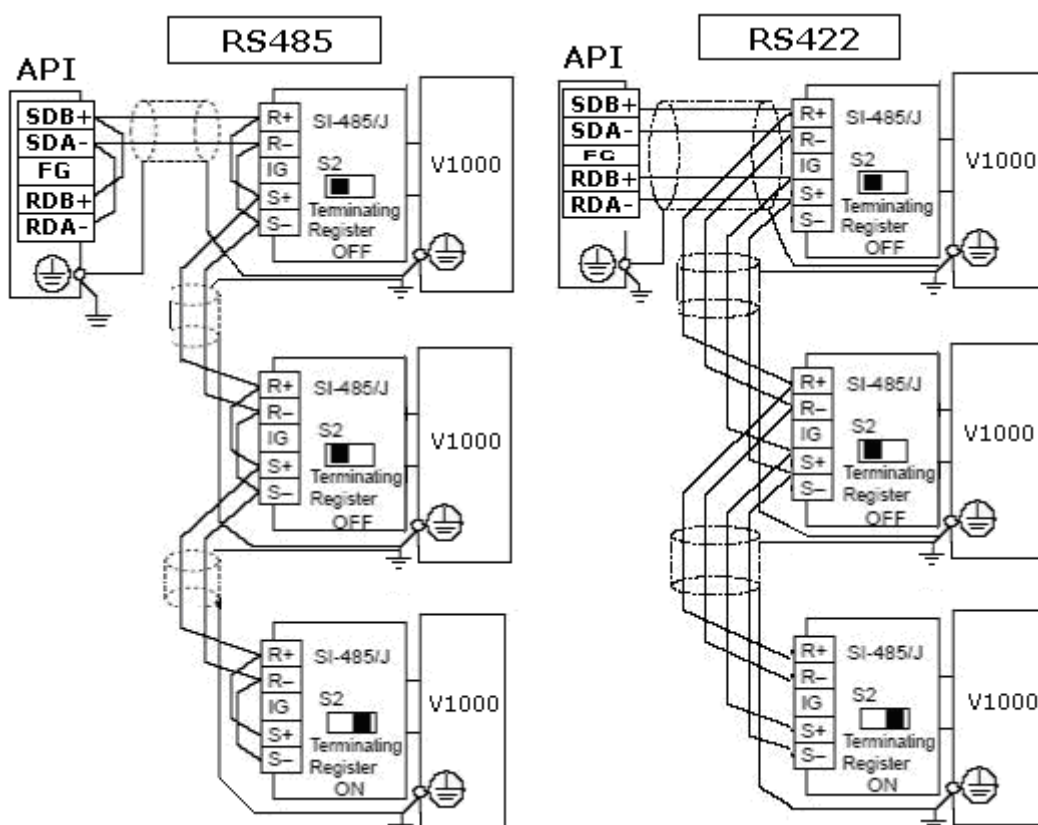 RS485
API
SDB+
SDA-
FG
RDB+
RDA-
R+
R–
IG
S+
S–
SI-485/J
S2
Terminating
Register
OFF
V1000
R+
R–
IG
S+
S–
SI-485/J
S2
Terminating
Register
OFF
V1000
R+
R–
IG
S+
S–
SI-485/J
S2
Terminating
Register
ON
V1000
RS422
API
SDB+
SDA-
FG
RDB+
RDA-
R+
R–
IG
S+
S–
SI-485/J
S2
Terminating
Register
OFF
V1000
R+
R–
IG
S+
S–
SI-485/J
S2
Terminating
Register
OFF
V1000
R+
R–
IG
S+
S–
SI-485/J
S2
Terminating
Register
ON
V1000